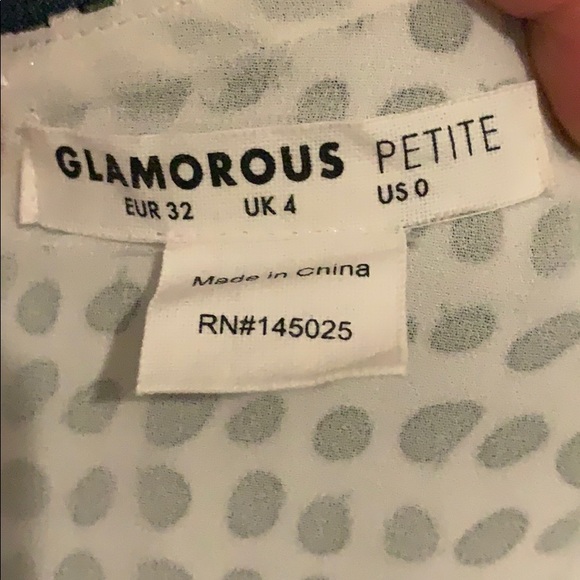 GLAMOROUS PETITE
EUR 32 UK 4 US 0
Made in China
RN#145025